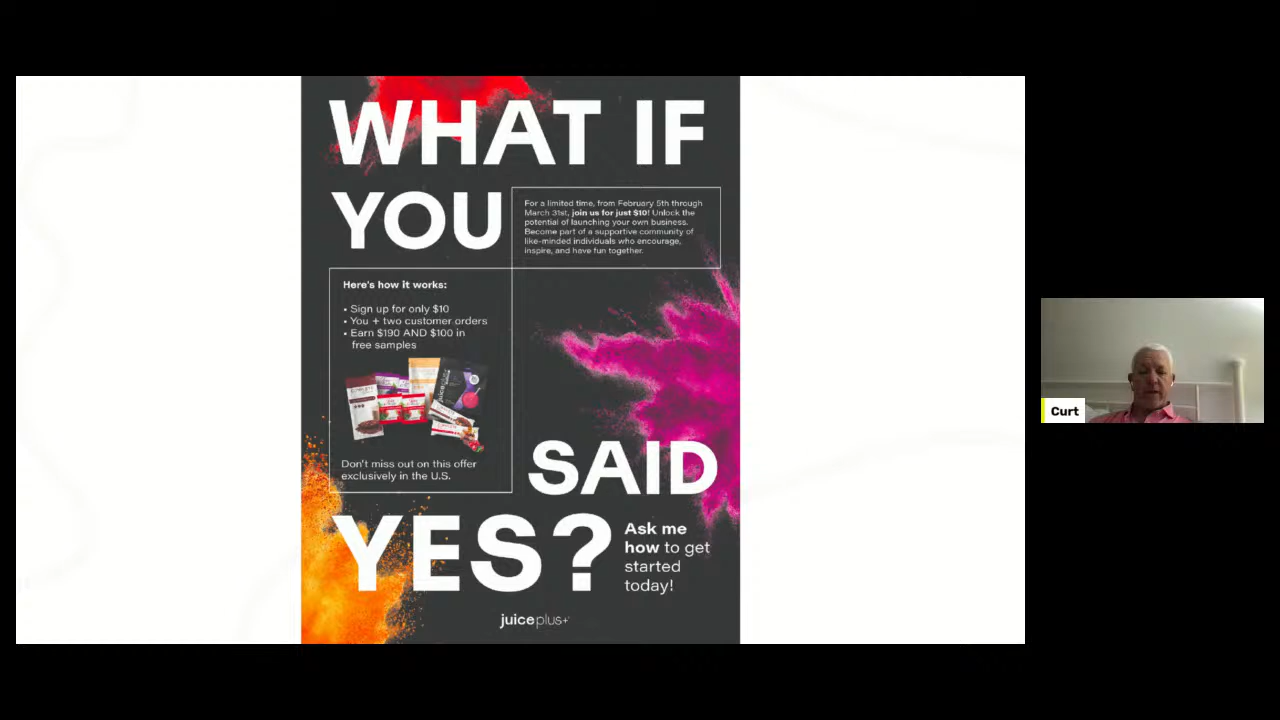 WHAT IF
YOU
For a limited time, from February 5th through
March 31st, join us for just $10! Unlock the
potential of launching your own business.
Become part of a supportive community of
like-minded individuals who encourage,
inspire, and have fun together.
Here's how it works:
• Sign up for only $10
• You + two customer orders
• Earn $190 AND $100 in
free samples
Don't miss out on this offer
exclusively in the U.S.
SAID
YES?
Ask me
how to get
started
today!
juice plus+
Curt